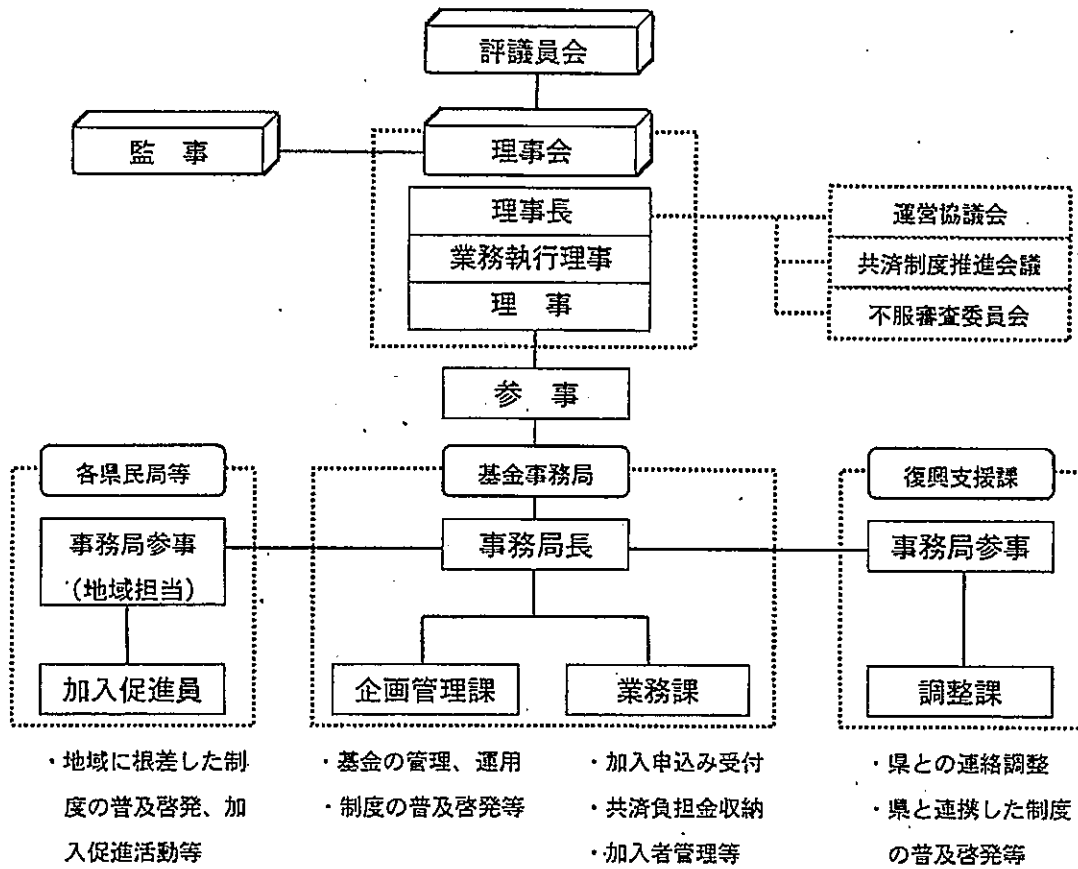 評議員会
監　事
理事会
理事長
業務執行理事
理　事
運営協議会
共済制度推進会議
不服審査委員会
参　事
各県民局等
基金事務局
復興支援課
事務局参事
（地域担当）
事務局長
事務局参事
加入促進員
企画管理課
業務課
調整課
・地域に根差した制
度の普及啓発、加
入促進活動等
・基金の管理、運用
・制度の普及啓発等
・加入申込み受付
・共済負担金収納
・加入者管理等
・県との連絡調整
・県と連携した制度
の普及啓発等